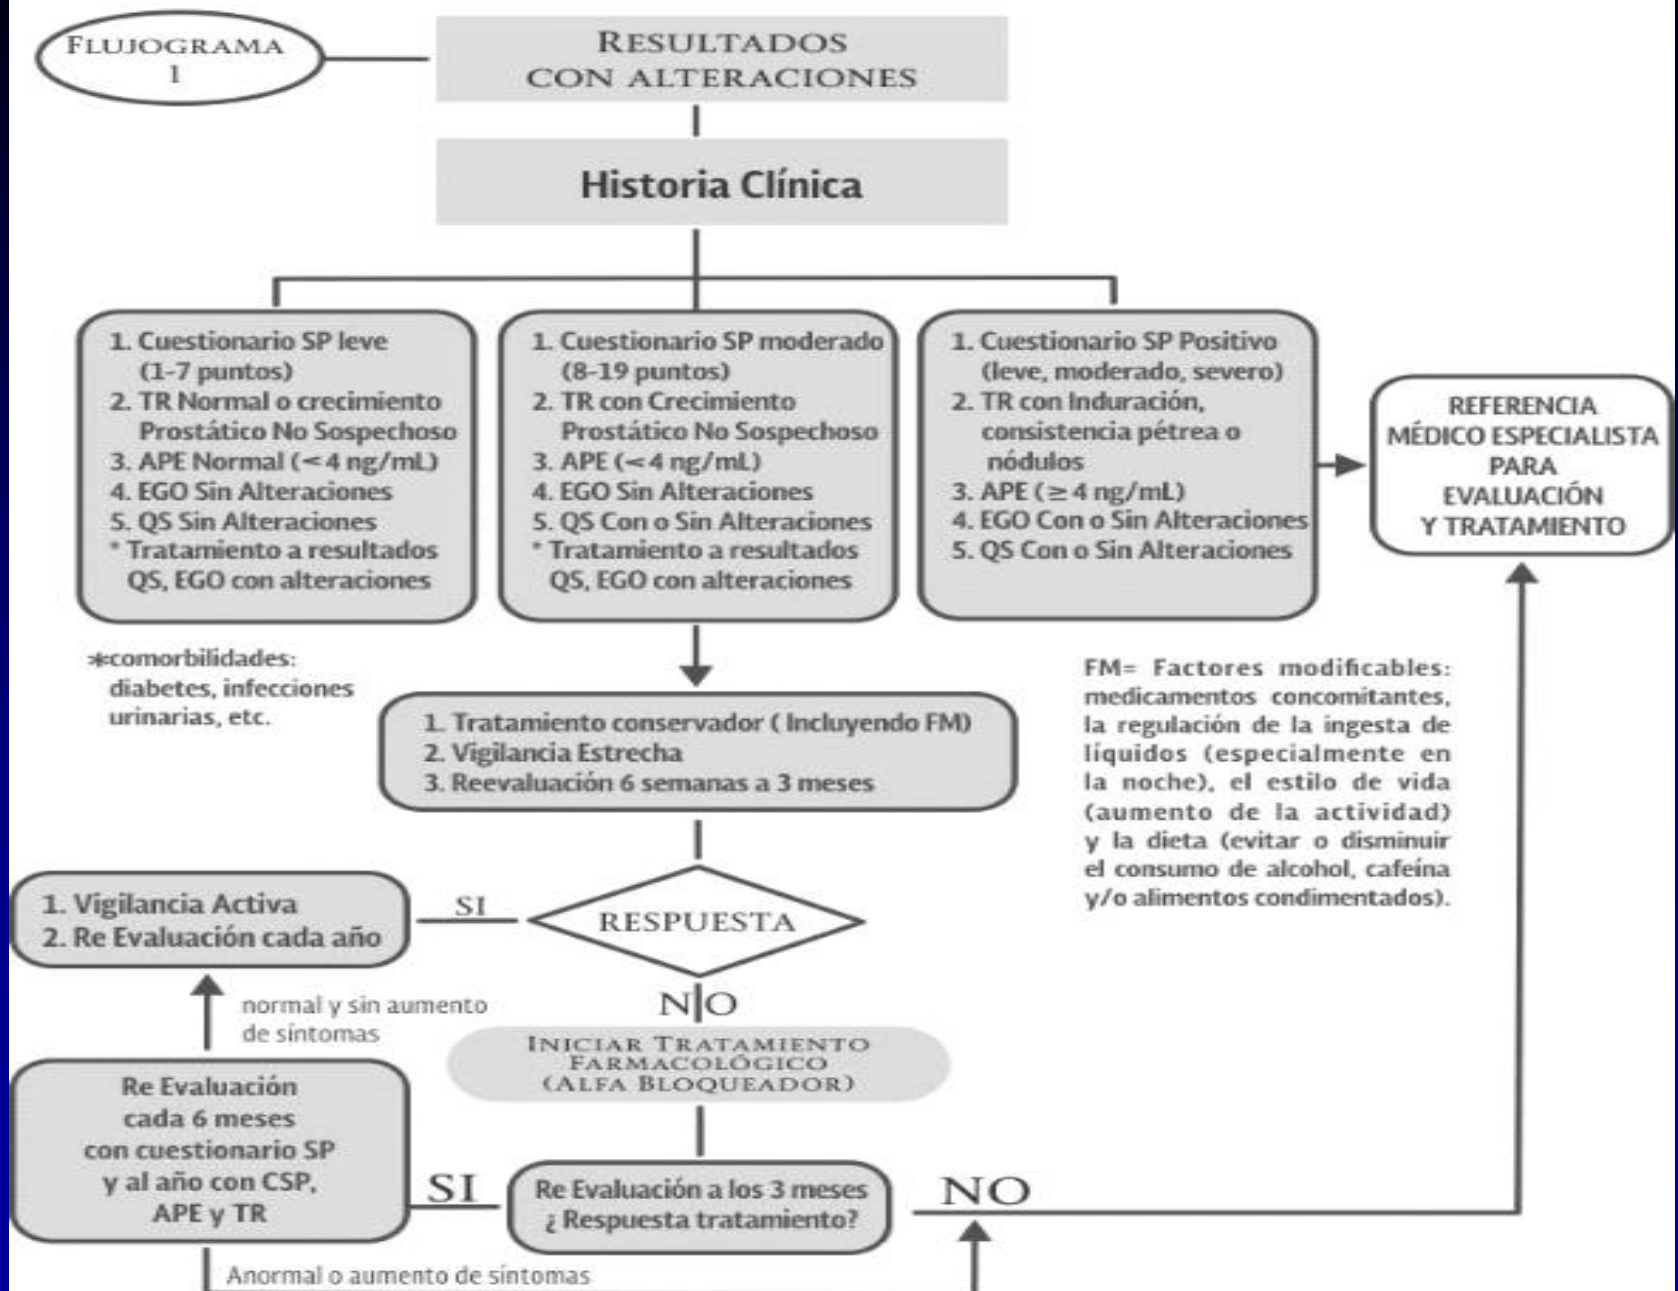 FLUJOGRAMA
1
RESULTADOS
CON ALTERACIONES
Historia Clínica
1. Cuestionario SP leve
(1-7 puntos)
2. TR Normal o crecimiento
Prostático No Sospechoso
3. APE Normal (<4 ng/mL)
4. EGO Sin Alteraciones
5. QS Sin Alteraciones
* Tratamiento a resultados
QS, EGO con alteraciones
1. Cuestionario SP moderado
(8-19 puntos)
2. TR con Crecimiento
Prostático No Sospechoso
3. APE (<4 ng/mL)
4. EGO Sin Alteraciones
5. QS Con o Sin Alteraciones
* Tratamiento a resultados
QS, EGO con alteraciones
1. Cuestionario SP Positivo
(leve, moderado, severo)
2. TR con Induración,
consistencia pétrea o
nódulos
3. APE (≥ 4 ng/mL)
4. EGO Con o Sin Alteraciones
5. QS Con o Sin Alteraciones
REFERENCIA
MÉDICO ESPECIALISTA
PARA
EVALUACIÓN
Y TRATAMIENTO
*comorbilidades:
diabetes, infecciones
urinarias, etc.
1. Tratamiento conservador ( Incluyendo FM)
2. Vigilancia Estrecha
3. Reevaluación 6 semanas a 3 meses
FM= Factores modificables:
medicamentos concomitantes,
la regulación de la ingesta de
líquidos (especialmente en
la noche), el estilo de vida
(aumento de la actividad)
y la dieta (evitar o disminuir
el consumo de alcohol, cafeína
y/o alimentos condimentados).
1. Vigilancia Activa
2. Re Evaluación cada año
SI
RESPUESTA
NO
normal y sin aumento
de síntomas
INICIAR TRATAMIENTO
FARMACOLÓGICO
(ALFA BLOQUEADOR)
Re Evaluación
cada 6 meses
con cuestionario SP
y al año con CSP,
APE y TR
SI
Re Evaluación a los 3 meses
¿ Respuesta tratamiento?
NO
Anormal o aumento de síntomas